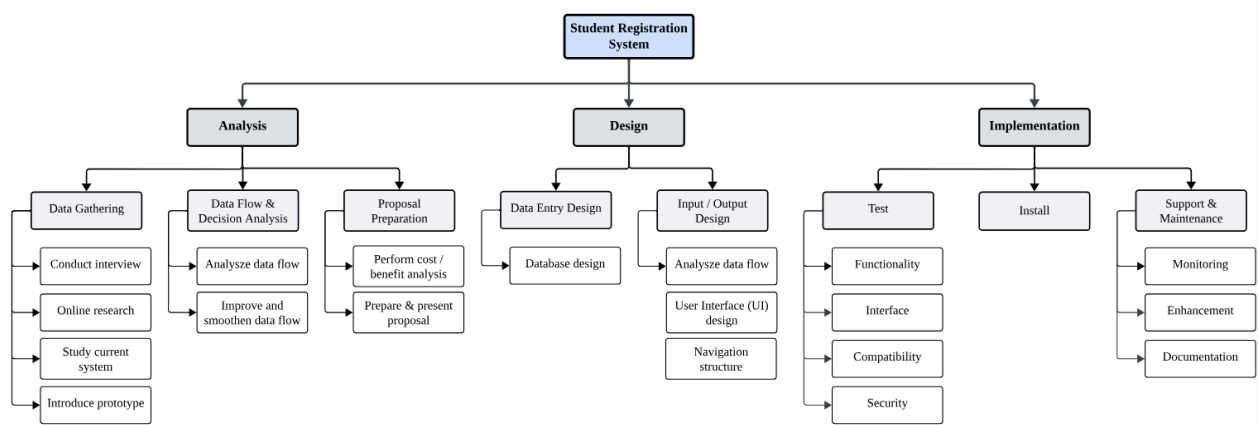 Student Registration
System
Analysis
Design
Implementation
Data Gathering
Data Flow &
Decision Analysis
Proposal
Preparation
Data Entry Design
Input / Output
Design
Test
Install
Support &
Maintenance
Conduct interview
Online research
Study current
system
Introduce prototype
Analysze data flow
Improve and
smoothen data flow
Perform cost /
benefit analysis
Prepare & present
proposal
Database design
Analysze data flow
User Interface (UI)
design
Navigation
structure
Functionality
Interface
Compatibility
Security
Monitoring
Enhancement
Documentation